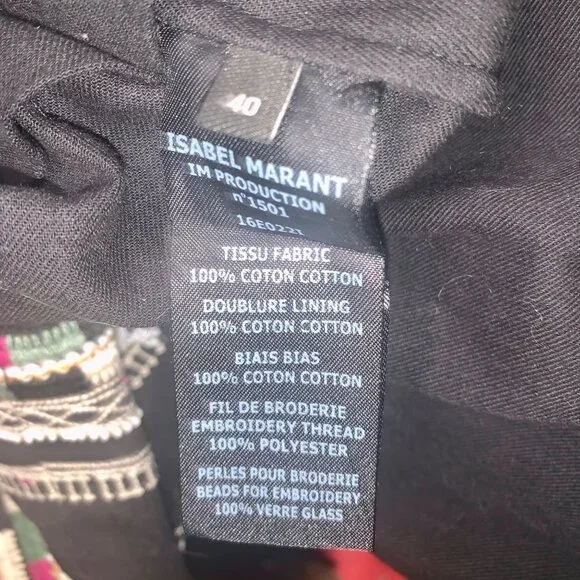 40
ISABEL MARANT
IM PRODUCTION
n°1501
16E022I
TISSU FABRIC
100% COTON COTTON
DOUBLURE LINING
100% COTON COTTON
BIAIS BIAS
100% COTON COTTON
FIL DE BRODERIE
EMBROIDERY THREAD
100% POLYESTER
PERLES POUR BRODERIE
BEADS FOR EMBROIDERY
100% VERRE GLASS